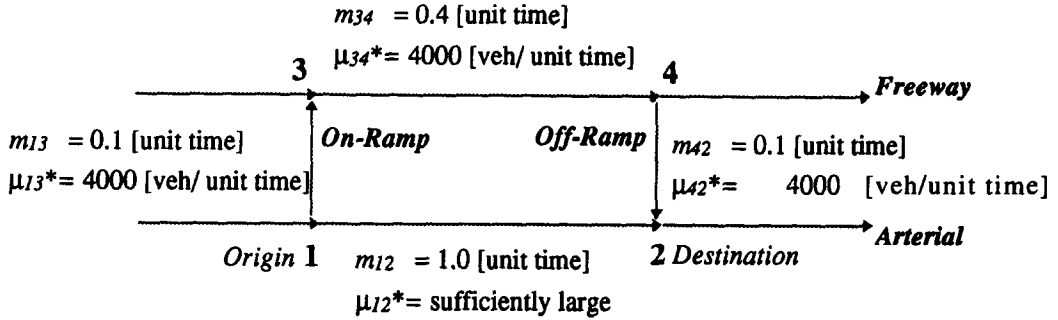 m34 = 0.4 [unit time]
μ34*= 4000 [veh/ unit time]
3
4
Freeway
m13 = 0.1 [unit time]
On-Ramp
Off-Ramp
m42 = 0.1 [unit time]
μ13*= 4000 [veh/ unit time]
μ42*= 4000 [veh/unit time]
Arterial
Origin 1
m12 = 1.0 [unit time]
2 Destination
μ12*= sufficiently large